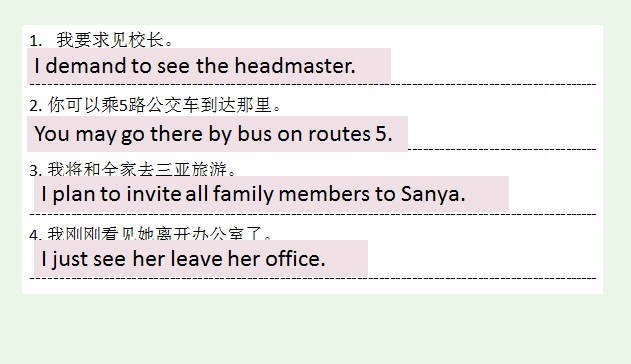 1. 我要求见校长。
I demand to see the headmaster.
2. 你可以乘5路公交车到达那里。
You may go there by bus on routes 5.
3. 我将和全家去三亚旅游。
I plan to invite all family members to Sanya.
4. 我刚刚看见她离开办公室了。
I just see her leave her office.